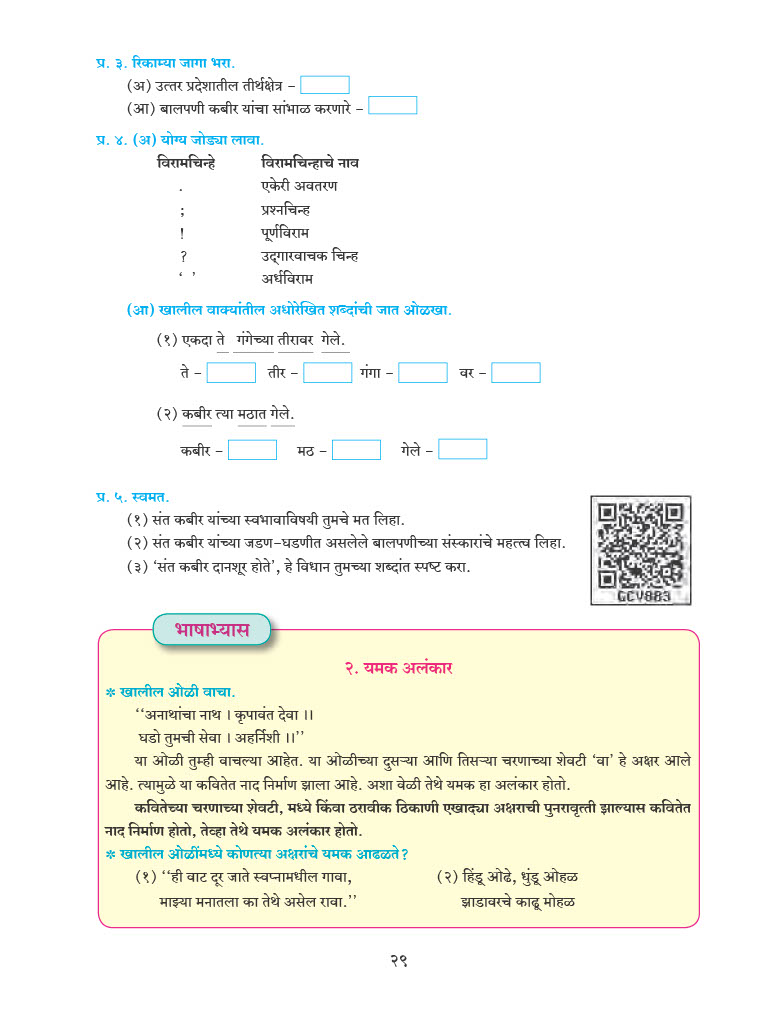 प्र. ३. रिकाम्या जागा भरा.
(अ) उत्तर प्रदेशातील तीर्थक्षेत्र –
(आ) बालपणी कबीर यांचा सांभाळ करणारे –
प्र. ४. (अ) योग्य जोड्या लावा.
विरामचिन्हे विरामचिन्हाचे नाव
. एकेरी अवतरण
; प्रश्नचिन्ह
! पूर्णविराम
? उद्‌गारवाचक चिन्ह
‘ ’ अर्धविराम
(आ) खालील वाक्यांतील अधोरेखित शब्दांची जात ओळखा.
(१) एकदा ते गंगेच्या तीरावर गेले.
ते – तीर – गंगा – वर –
(२) कबीर त्या मठात गेले.
कबीर – मठ – गेले –
प्र. ५. स्वमत.
(१) संत कबीर यांच्या स्वभावाविषयी तुमचे मत लिहा.
(२) संत कबीर यांच्या जडण-घडणीत असलेले बालपणीच्या संस्कारांचे महत्त्व लिहा.
(३) ‘संत कबीर दानशूर होते’, हे विधान तुमच्या शब्दांत स्पष्ट करा.
GCV883
भाषाभ्यास
२. यमक अलंकार
* खालील ओळी वाचा.
‘‘अनाथांचा नाथ । कृपावंत देवा ।।
घडो तुमची सेवा । अहर्निशी ।।’’
या ओळी तुम्ही वाचल्या आहेत. या ओळीच्या दुसऱ्या आणि तिसऱ्या चरणाच्या शेवटी ‘वा’ हे अक्षर आले
आहे. त्यामुळे या कवितेत नाद निर्माण झाला आहे. अशा वेळी तेथे यमक हा अलंकार होतो.
कवितेच्या चरणाच्या शेवटी, मध्ये किंवा ठरावीक ठिकाणी एखाद्या अक्षराची पुनरावृत्ती झाल्यास कवितेत
नाद निर्माण होतो, तेव्हा तेथे यमक अलंकार होतो.
* खालील ओळींमध्ये कोणत्या अक्षरांचे यमक आढळते?
(१) ‘‘ही वाट दूर जाते स्वप्नामधील गावा, (२) हिंडू ओढे, धुंडू ओहळ
माझ्या मनातला का तेथे असेल रावा.’’ झाडावरचे काढू मोहळ
२९